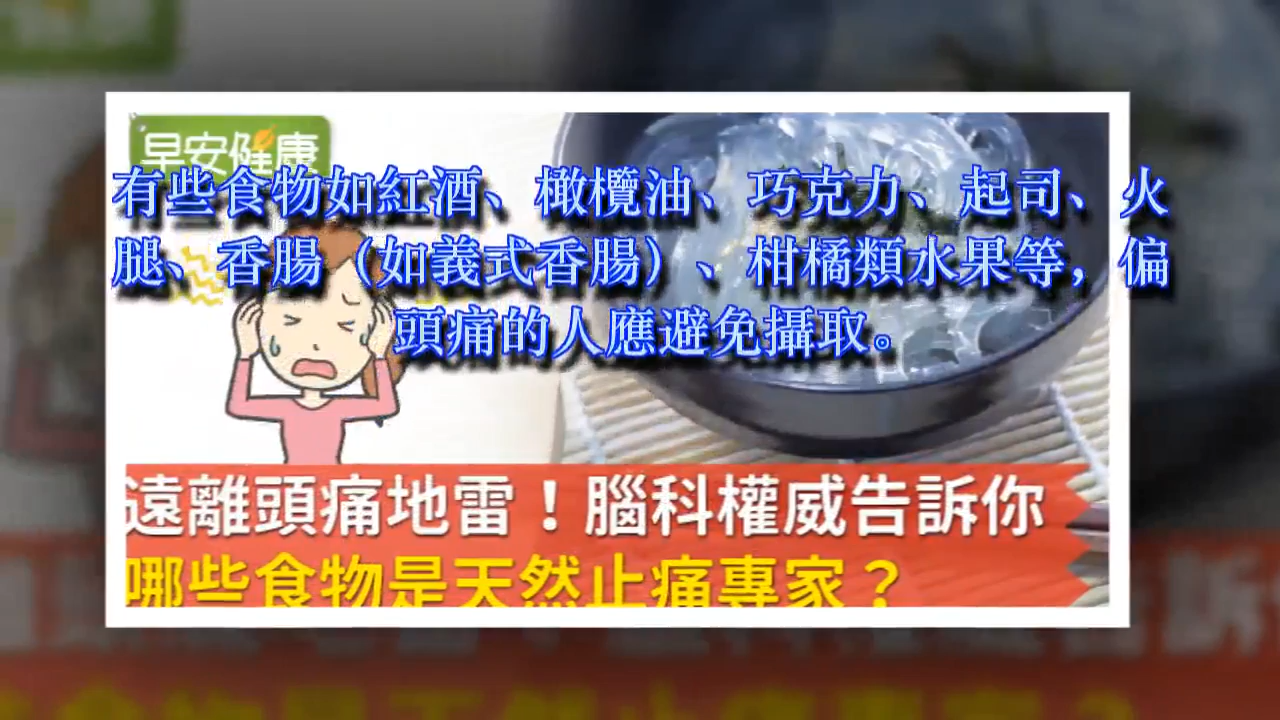 早安健康
有些食物如紅酒、橄欖油、巧克力、起司、火
腿、香腸（如義式香腸）、柑橘類水果等，偏
頭痛的人應避免攝取。
遠離頭痛地雷！腦科權威告訴你
哪些食物是天然止痛專家？